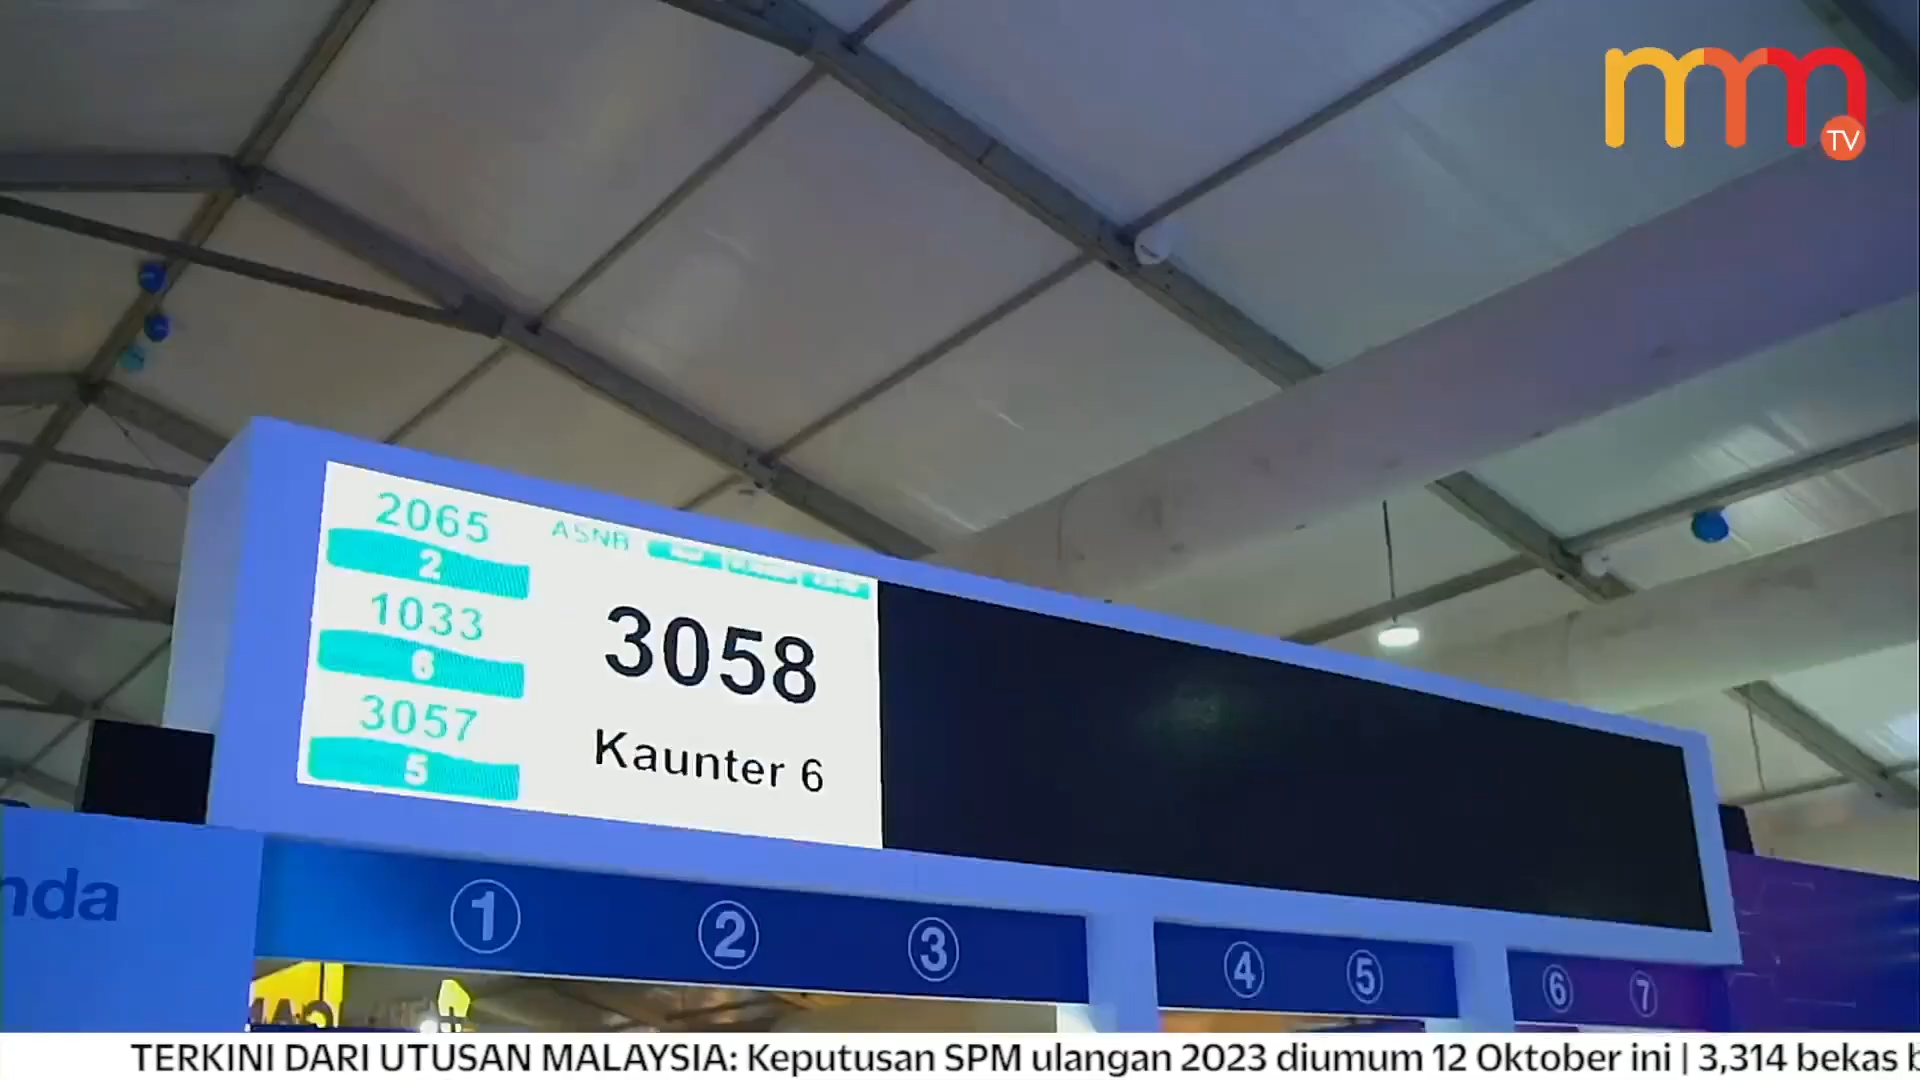 mm
TV
2065
2
1033
6
3057
5
ASNB
3058
Kaunter 6
nda
1
2
3
4
5
6
7
TERKINI DARI UTUSAN MALAYSIA: Keputusan SPM ulangan 2023 diumum 12 Oktober ini | 3,314 bekas b